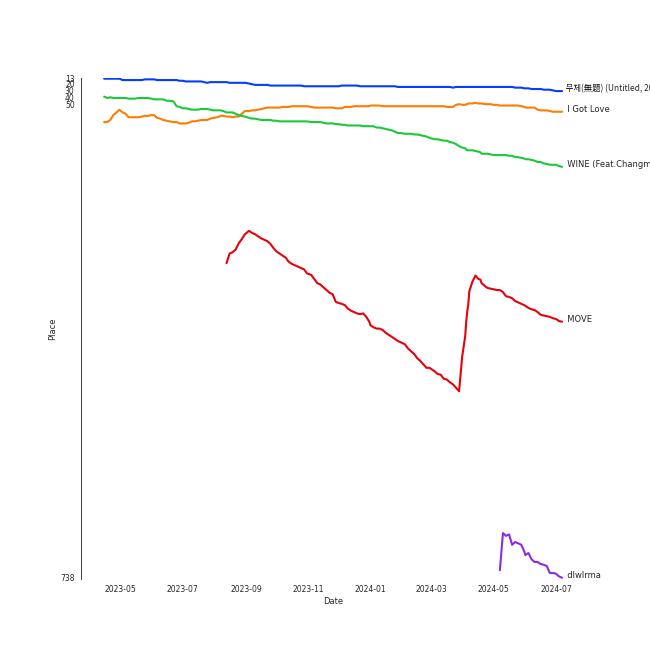 13
20
30
40
50
무제(無題) (Untitled, 20
I Got Love
WINE (Feat.Changm
MOVE
dlwlrma
738
Place
2023-05 2023-07 2023-09 2023-11 2024-01 2024-03 2024-05 2024-07
Date